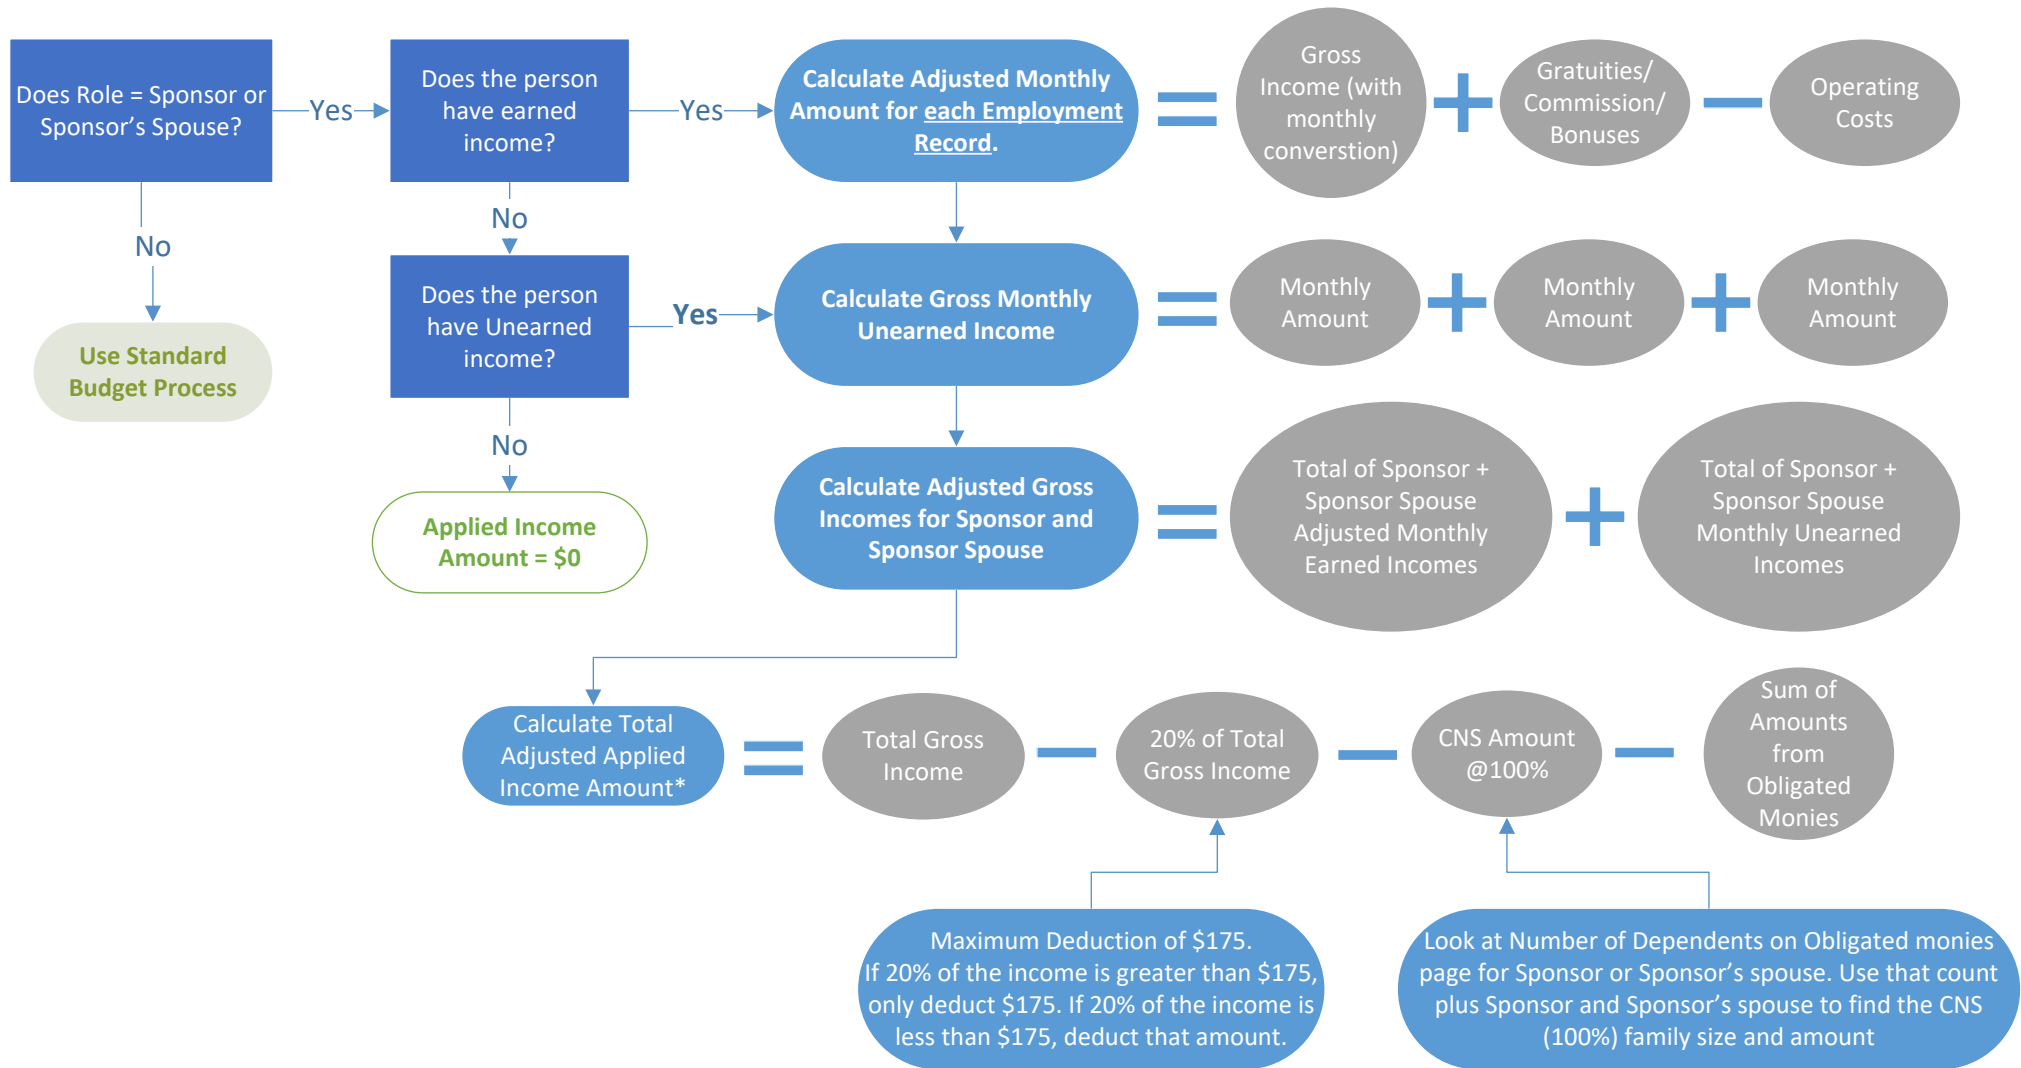 Does Role = Sponsor or
Sponsor's Spouse?
Yes
Does the person
have earned
income?
Yes
Calculate Adjusted Monthly
Amount for each Employment
Record.
Gross
Income (with
monthly
converstion)
Gratuities/
Commission/
Bonuses
Operating
Costs
No
No
Use Standard
Budget Process
Does the person
have Unearned
income?
Yes
Calculate Gross Monthly
Unearned Income
Monthly
Amount
Monthly
Amount
Monthly
Amount
No
Applied Income
Amount = $0
Calculate Adjusted Gross
Incomes for Sponsor and
Sponsor Spouse
Total of Sponsor +
Sponsor Spouse
Adjusted Monthly
Earned Incomes
Total of Sponsor +
Sponsor Spouse
Monthly Unearned
Incomes
Calculate Total
Adjusted Applied
Income Amount*
Total Gross
Income
20% of Total
Gross Income
CNS Amount
@100%
Sum of
Amounts
from
Obligated
Monies
Maximum Deduction of $175.
If 20% of the income is greater than $175,
only deduct $175. If 20% of the income is
less than $175, deduct that amount.
Look at Number of Dependents on Obligated monies
page for Sponsor or Sponsor's spouse. Use that count
plus Sponsor and Sponsor's spouse to find the CNS
(100%) family size and amount